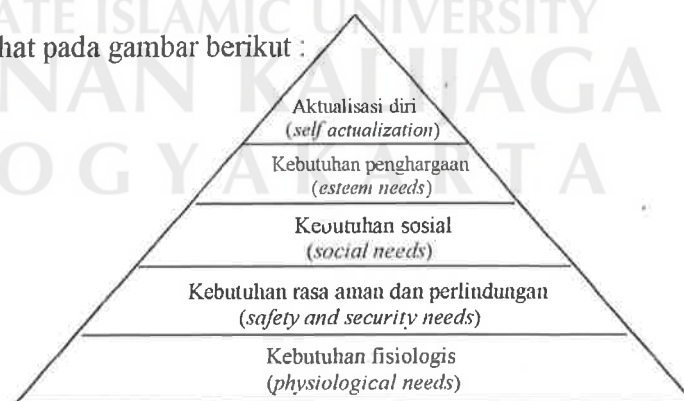 ATE ISLAMIC UNIVERSITY
hat pada gambar berikut :
NAN KALIJAGA
OGYAKARTA
Aktualisasi diri
(self actualization)
Kebutuhan penghargaan
(esteem needs)
Kebutuhan sosial
(social needs)
Kebutuhan rasa aman dan perlindungan
(safety and security needs)
Kebutuhan fisiologis
(physiological needs)